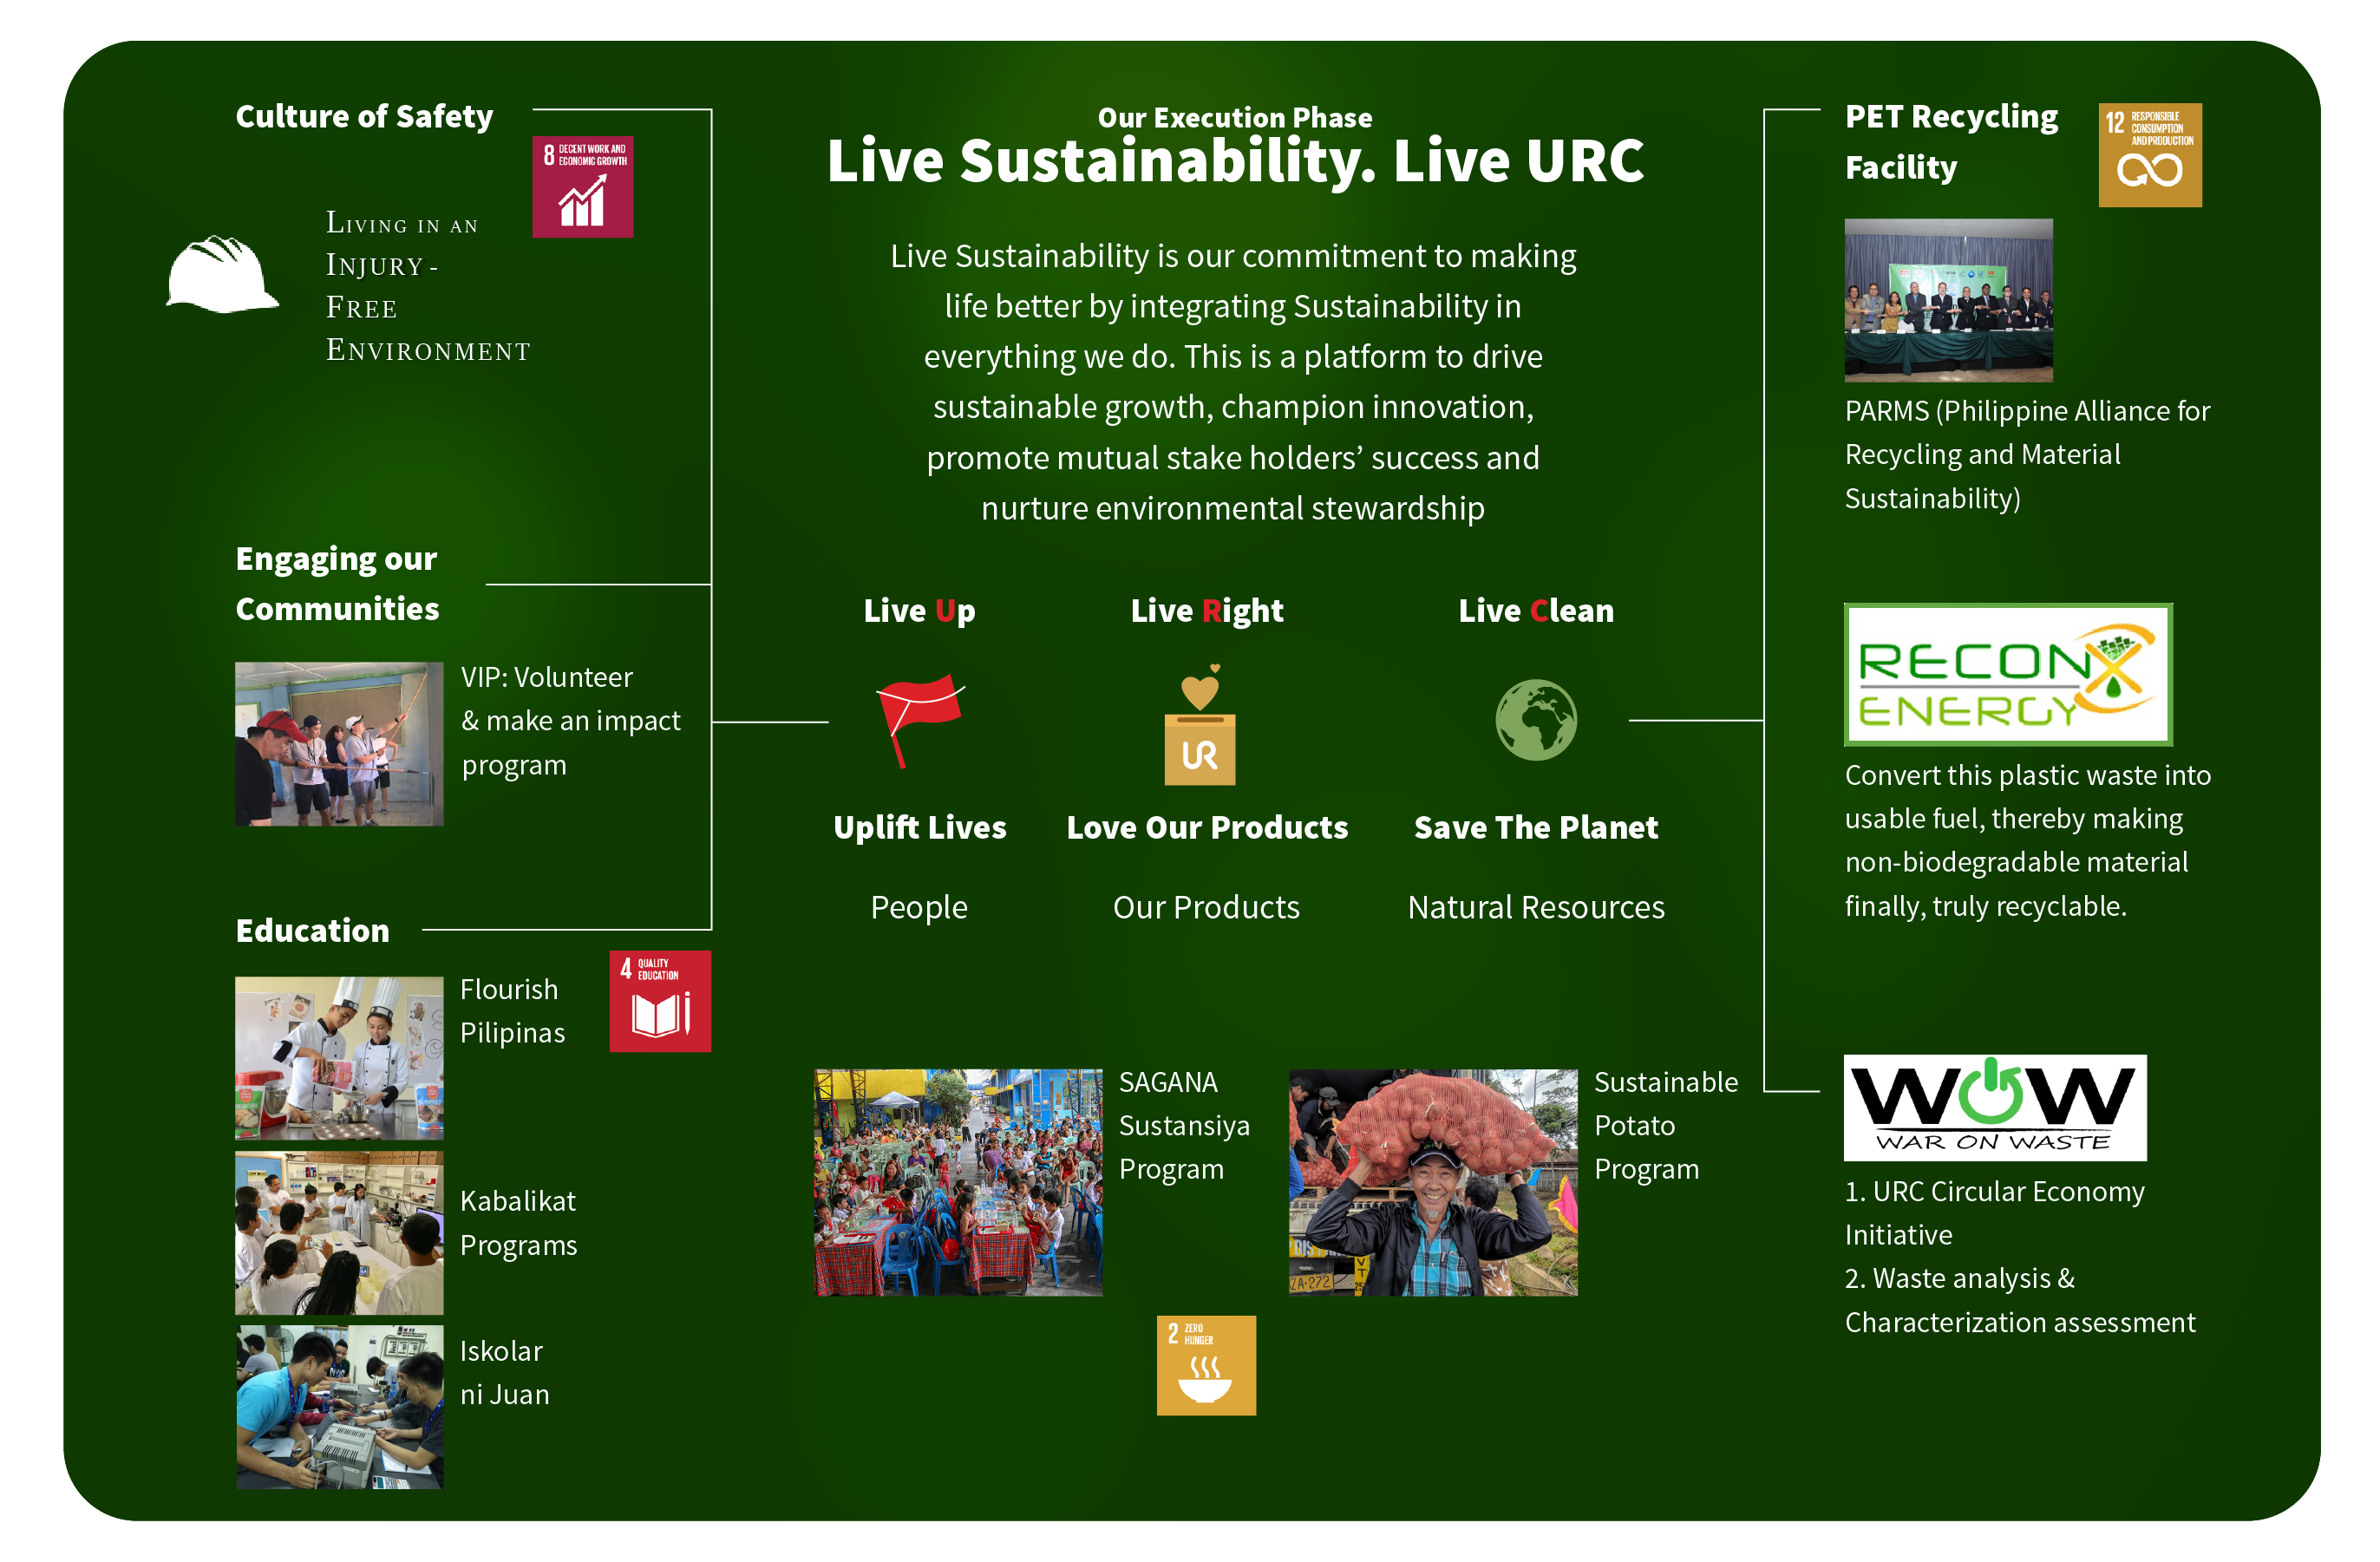 Culture of Safety
8 DECENT WORK AND
ECONOMIC GROWTH
LIVING IN AN
INJURY-
FREE
ENVIRONMENT
Engaging our
Communities
VIP: Volunteer
& make an impact
program
Education
4 QUALITY
EDUCATION
Flourish
Pilipinas
Kabalikat
Programs
Iskolar
ni Juan
Our Execution Phase
Live Sustainability. Live URC
Live Sustainability is our commitment to making
life better by integrating Sustainability in
everything we do. This is a platform to drive
sustainable growth, champion innovation,
promote mutual stake holders’ success and
nurture environmental stewardship
Live Up
Live Right
Live Clean
UR
Uplift Lives
Love Our Products
Save The Planet
People
Our Products
Natural Resources
SAGANA
Sustansiya
Program
Sustainable
Potato
Program
2 ZERO
HUNGER
PET Recycling
Facility
12 RESPONSIBLE
CONSUMPTION
AND PRODUCTION
PARMS (Philippine Alliance for
Recycling and Material
Sustainability)
RECONX
ENERGY
Convert this plastic waste into
usable fuel, thereby making
non-biodegradable material
finally, truly recyclable.
WOW
WAR ON WASTE
1. URC Circular Economy
Initiative
2. Waste analysis &
Characterization assessment